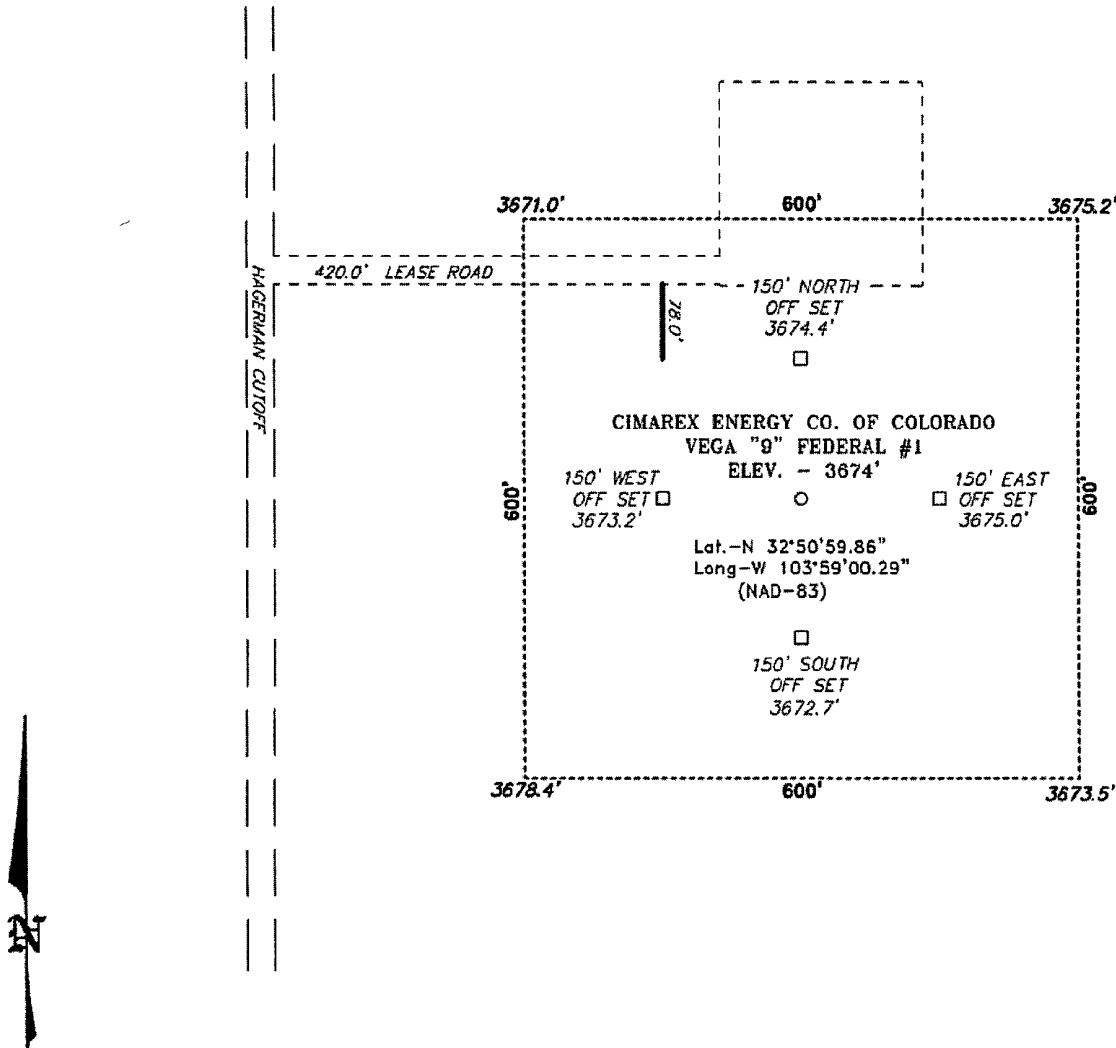 3671.0'
600'
3675.2'
420.0' LEASE ROAD
HAGERMAN CUTOFF
78.0'
150' NORTH
OFF SET
3674.4'
CIMAREX ENERGY CO. OF COLORADO
VEGA "9" FEDERAL #1
ELEV. - 3674'
600'
150' WEST
OFF SET
3673.2'
150' EAST
OFF SET
3675.0'
600'
Lat.-N 32°50'59.86"
Long-W 103°59'00.29"
(NAD-83)
150' SOUTH
OFF SET
3672.7'
3678.4'
600'
3673.5'
N